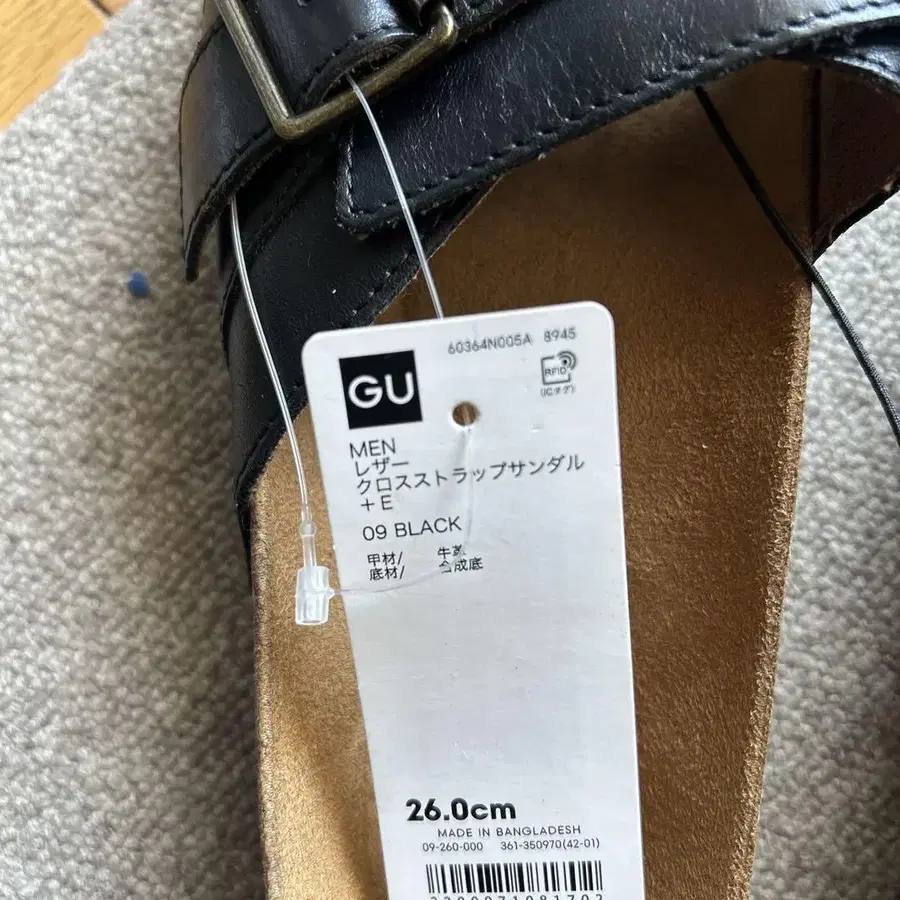 60364N005A 8945
GU
RFID
(ICタグ)
MEN
レザー
クロスストラップサンダル
+E
09 BLACK
甲材/ 牛革
底材/ 合成底
26.0cm
MADE IN BANGLADESH
09-260-000 361-350970(42-01)